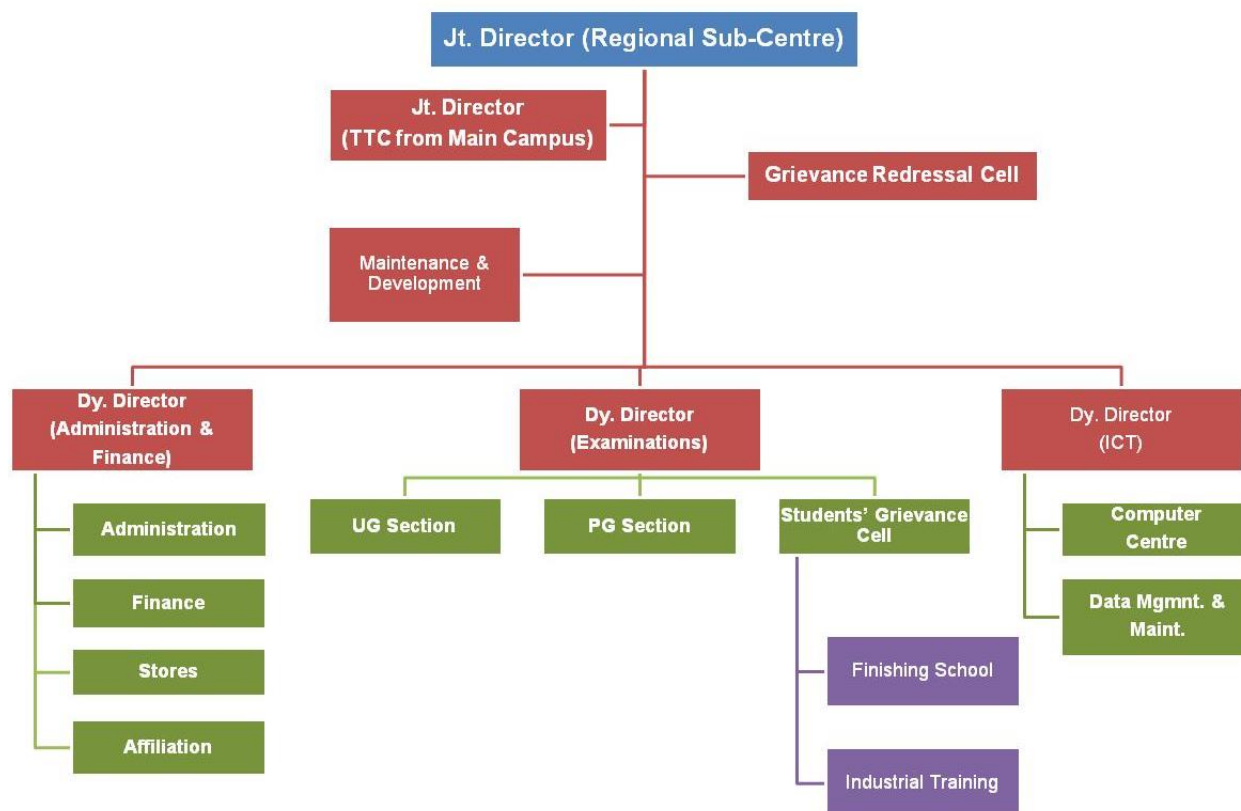 Jt. Director (Regional Sub-Centre)
Jt. Director
(TTC from Main Campus)
Grievance Redressal Cell
Maintenance &
Development
Dy. Director
(Administration &
Finance)
Dy. Director
(Examinations)
Dy. Director
(ICT)
Administration
Finance
Stores
Affiliation
UG Section
PG Section
Students’ Grievance
Cell
Finishing School
Industrial Training
Computer
Centre
Data Mgmnt. &
Maint.